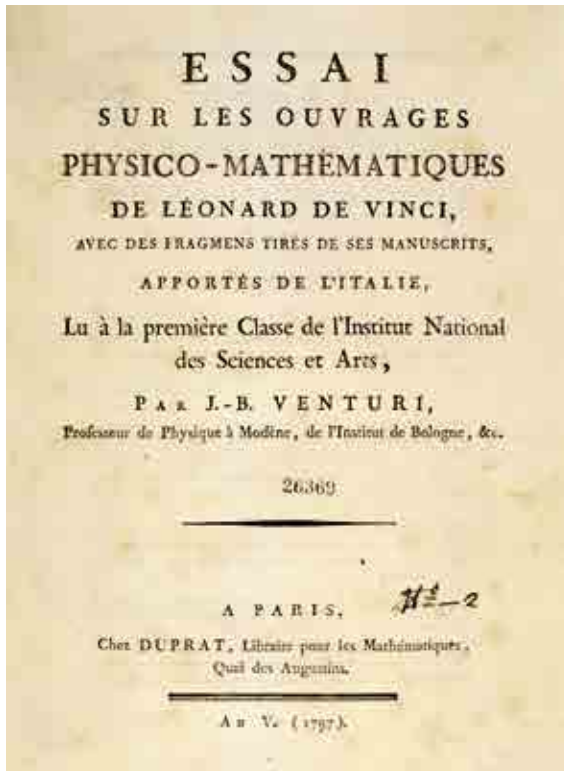 ESSAI
SUR LES OUVRAGES
PHYSICO-MATHÉMATIQUES
DE LÉONARD DE VINCI,
AVEC DES FRAGMENS TIRÉS DE SES MANUSCRITS,
APPORTÉS DE L'ITALIE,
Lu à la première Classe de l'Institut National
des Sciences et Arts,
PAR J.-B. VENTURI,
Professeur de Physique à Modène, de l'Institut de Bologne, &c.
26369
A PARIS,
Chez DUPRAT, Libraire pour les Mathématiques,
Quai des Augustins.
AN V. (1797).